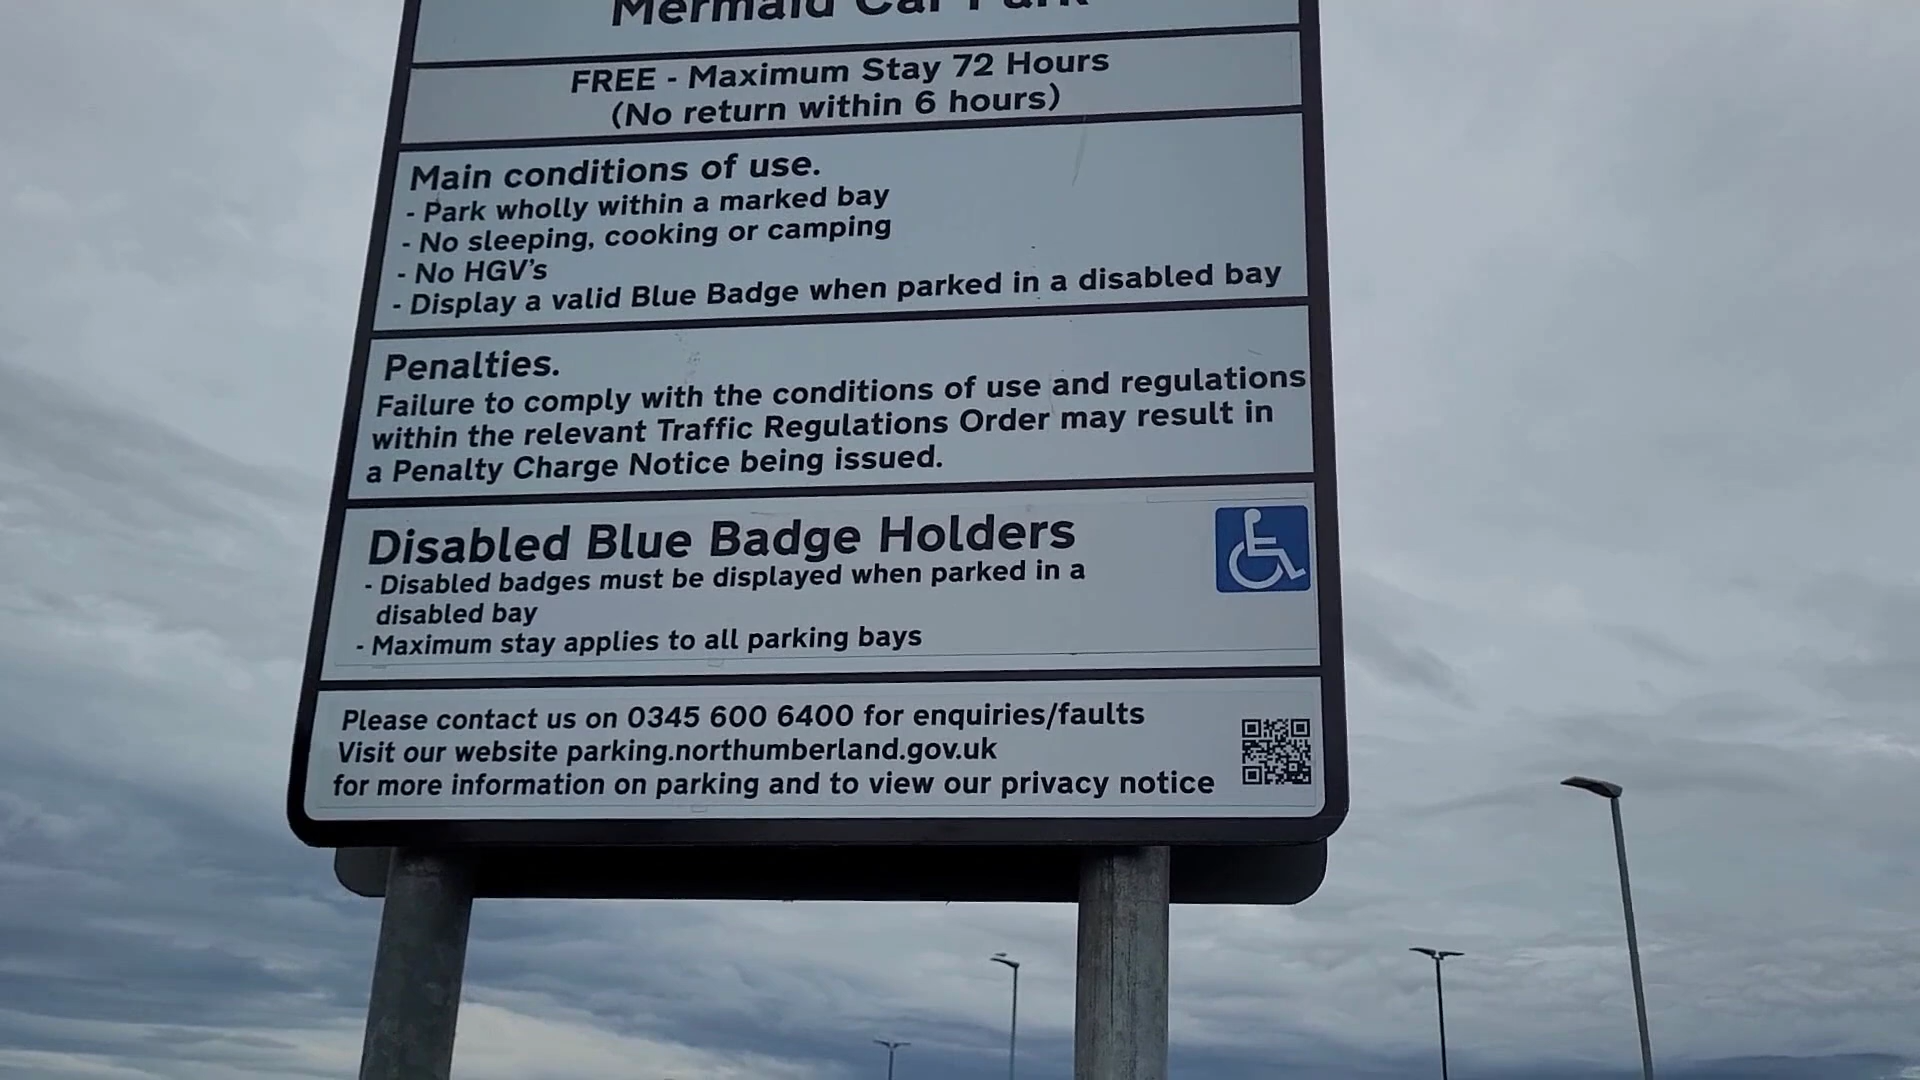 Mermaid Car Park
FREE - Maximum Stay 72 Hours
(No return within 6 hours)
Main conditions of use.
- Park wholly within a marked bay
- No sleeping, cooking or camping
- No HGV's
- Display a valid Blue Badge when parked in a disabled bay
Penalties.
Failure to comply with the conditions of use and regulations
within the relevant Traffic Regulations Order may result in
a Penalty Charge Notice being issued.
Disabled Blue Badge Holders
- Disabled badges must be displayed when parked in a
disabled bay
- Maximum stay applies to all parking bays
Please contact us on 0345 600 6400 for enquiries/faults
Visit our website parking.northumberland.gov.uk
for more information on parking and to view our privacy notice